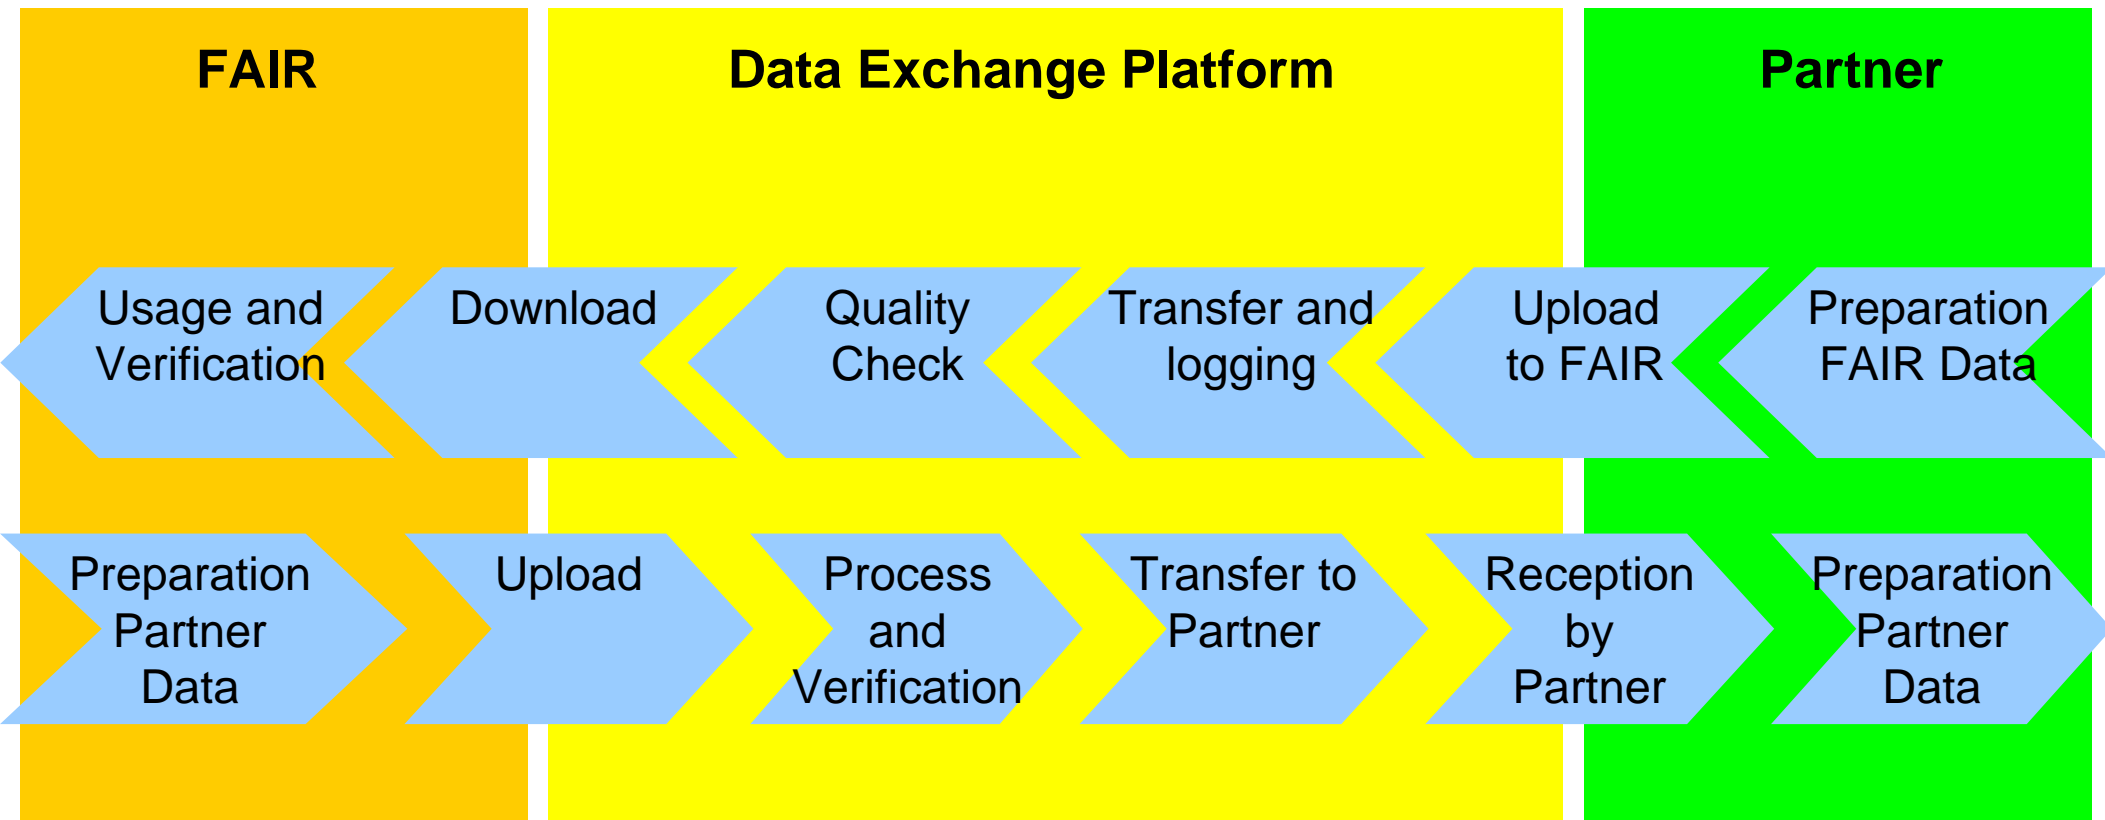 FAIR
Data Exchange Platform
Partner
Usage and
Verification
Download
Quality
Check
Transfer and
logging
Upload
to FAIR
Preparation
FAIR Data
Preparation
Partner
Data
Upload
Process
and
Verification
Transfer to
Partner
Reception
by
Partner
Preparation
Partner
Data